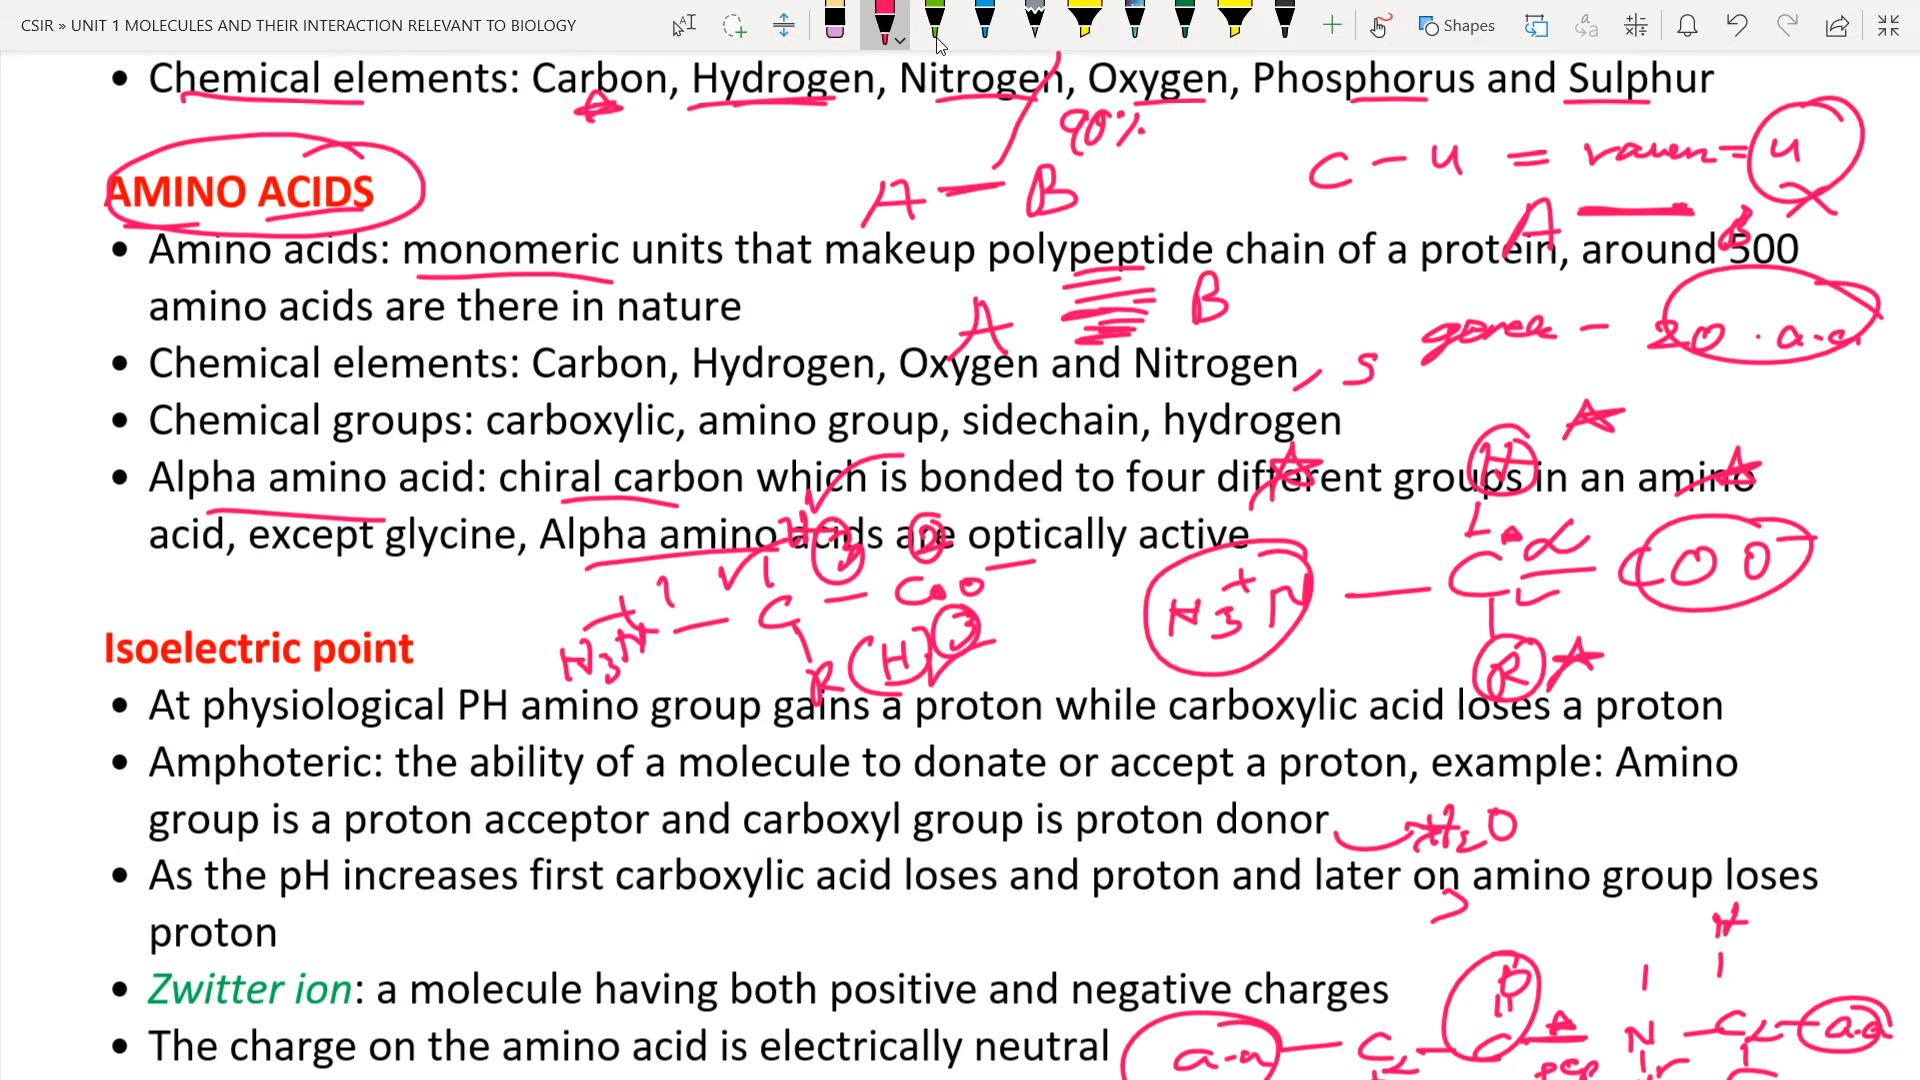 CSIR » UNIT 1 MOLECULES AND THEIR INTERACTION RELEVANT TO BIOLOGY
Shapes
• Chemical elements: Carbon, Hydrogen, Nitrogen, Oxygen, Phosphorus and Sulphur
90%
C - 4 = valen = 4
A — B
A — B
AMINO ACIDS
• Amino acids: monomeric units that makeup polypeptide chain of a protein, around 500
amino acids are there in nature
A B
- 20 a.a
• Chemical elements: Carbon, Hydrogen, Oxygen and Nitrogen , S
• Chemical groups: carboxylic, amino group, sidechain, hydrogen
H
• Alpha amino acid: chiral carbon which is bonded to four different groups in an amino
acid, except glycine, Alpha amino acids are optically active
H 3 2
H3N+ — C — COO-
R (H) 3
H3+N — C α — COO-
R
Isoelectric point
• At physiological PH amino group gains a proton while carboxylic acid loses a proton
• Amphoteric: the ability of a molecule to donate or accept a proton, example: Amino
group is a proton acceptor and carboxyl group is proton donor H2O
• As the pH increases first carboxylic acid loses and proton and later on amino group loses
proton
• Zwitter ion: a molecule having both positive and negative charges
• The charge on the amino acid is electrically neutral
O H
a-a — C — C — N — C — a.a
pep